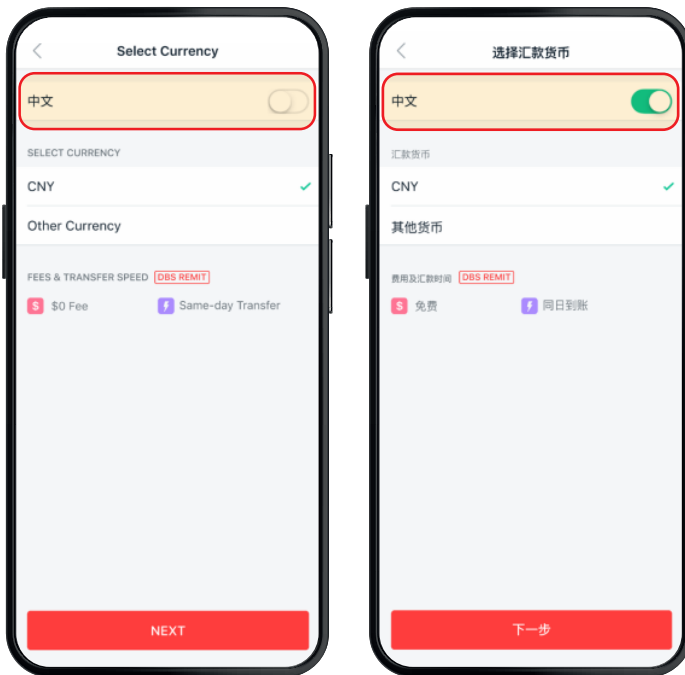 Select Currency
中文
SELECT CURRENCY
CNY
Other Currency
FEES & TRANSFER SPEED DBS REMIT
$ $0 Fee Same-day Transfer
NEXT
选择汇款货币
中文
汇款货币
CNY
其他货币
费用及汇款时间 DBS REMIT
$ 免费 同日到账
下一步